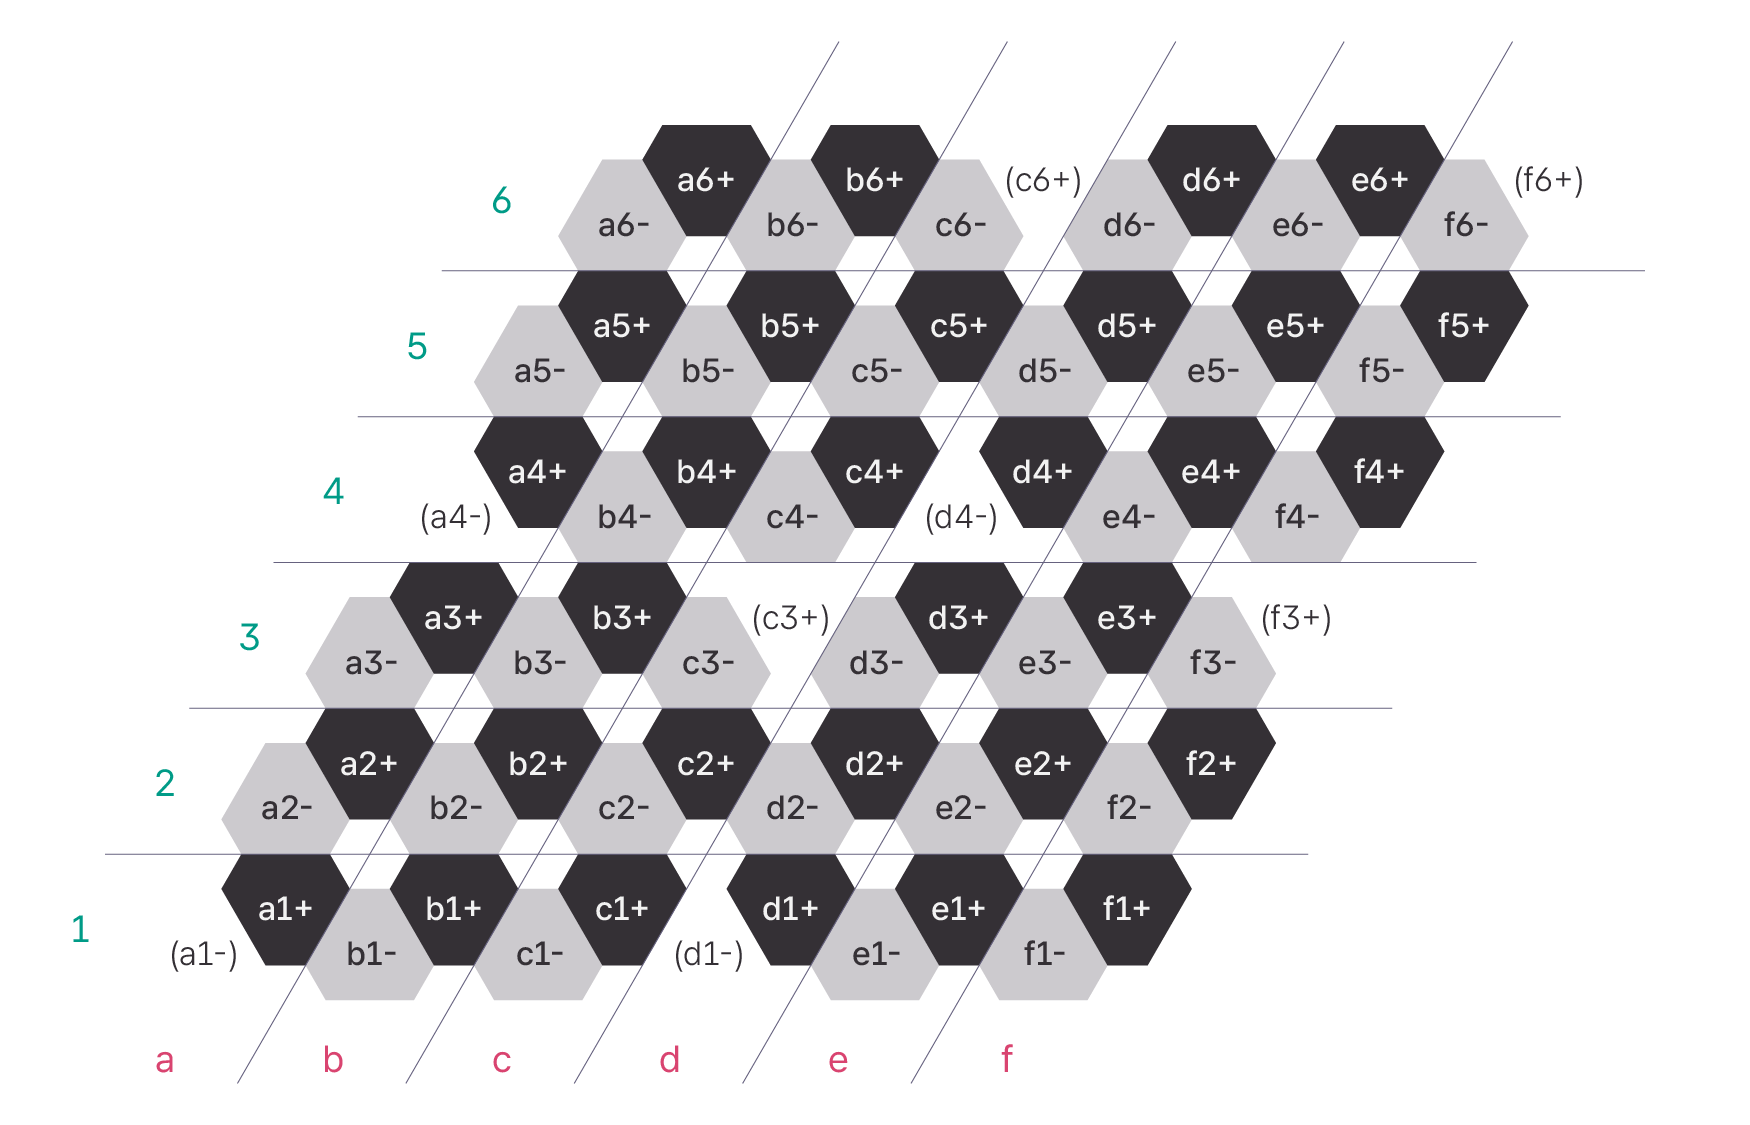 a6+ b6+ (c6+) d6+ e6+ (f6+)
6 a6- b6- c6- d6- e6- f6-
a5+ b5+ c5+ d5+ e5+ f5+
5 a5- b5- c5- d5- e5- f5-
a4+ b4+ c4+ d4+ e4+ f4+
4 (a4-) b4- c4- (d4-) e4- f4-
a3+ b3+ (c3+) d3+ e3+ (f3+)
3 a3- b3- c3- d3- e3- f3-
a2+ b2+ c2+ d2+ e2+ f2+
2 a2- b2- c2- d2- e2- f2-
a1+ b1+ c1+ d1+ e1+ f1+
1 (a1-) b1- c1- (d1-) e1- f1-
a b c d e f